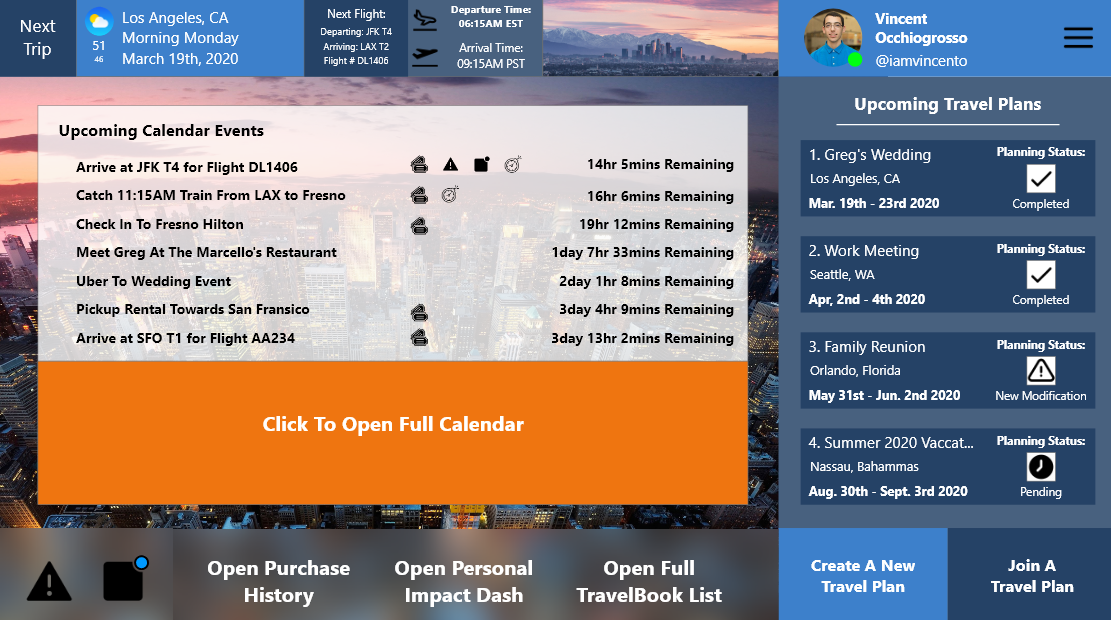 Next
Trip
Los Angeles, CA
Morning Monday
March 19th, 2020
51
46
Next Flight:
Departing: JFK T4
Arriving: LAX T2
Flight # DL1406
Departure Time:
06:15AM EST
Arrival Time:
09:15AM PST
Vincent
Occhiogrosso
@iamvincento
Upcoming Calendar Events
Arrive at JFK T4 for Flight DL1406 14hr 5mins Remaining
Catch 11:15AM Train From LAX to Fresno 16hr 6mins Remaining
Check In To Fresno Hilton 19hr 12mins Remaining
Meet Greg At The Marcello's Restaurant 1day 7hr 33mins Remaining
Uber To Wedding Event 2day 1hr 8mins Remaining
Pickup Rental Towards San Fransico 3day 4hr 9mins Remaining
Arrive at SFO T1 for Flight AA234 3day 13hr 2mins Remaining
Click To Open Full Calendar
Upcoming Travel Plans
1. Greg's Wedding
Los Angeles, CA
Mar. 19th - 23rd 2020
Planning Status:
Completed
2. Work Meeting
Seattle, WA
Apr, 2nd - 4th 2020
Planning Status:
Completed
3. Family Reunion
Orlando, Florida
May 31st - Jun. 2nd 2020
Planning Status:
New Modification
4. Summer 2020 Vaccat...
Nassau, Bahammas
Aug. 30th - Sept. 3rd 2020
Planning Status:
Pending
Open Purchase
History
Open Personal
Impact Dash
Open Full
TravelBook List
Create A New
Travel Plan
Join A
Travel Plan